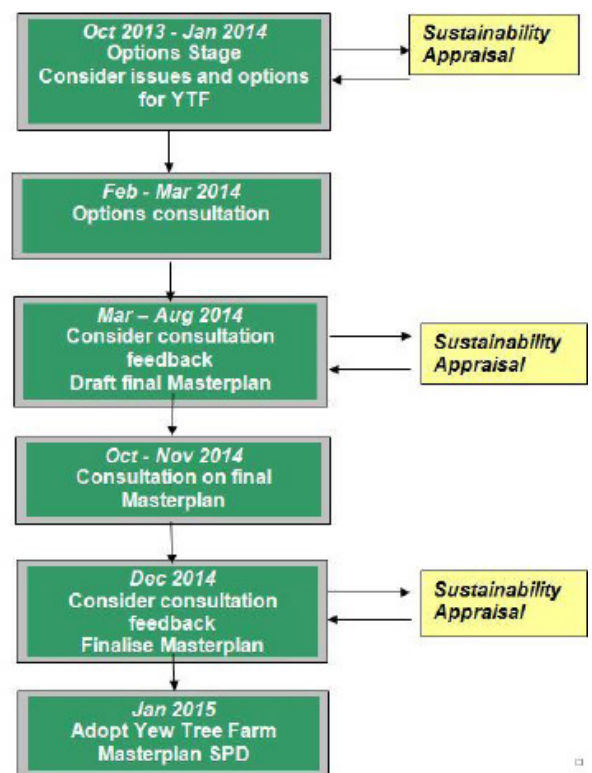 Oct 2013 - Jan 2014
Options Stage
Consider issues and options
for YTF
Sustainability
Appraisal
Feb - Mar 2014
Options consultation
Mar – Aug 2014
Consider consultation
feedback
Draft final Masterplan
Sustainability
Appraisal
Oct - Nov 2014
Consultation on final
Masterplan
Dec 2014
Consider consultation
feedback
Finalise Masterplan
Sustainability
Appraisal
Jan 2015
Adopt Yew Tree Farm
Masterplan SPD